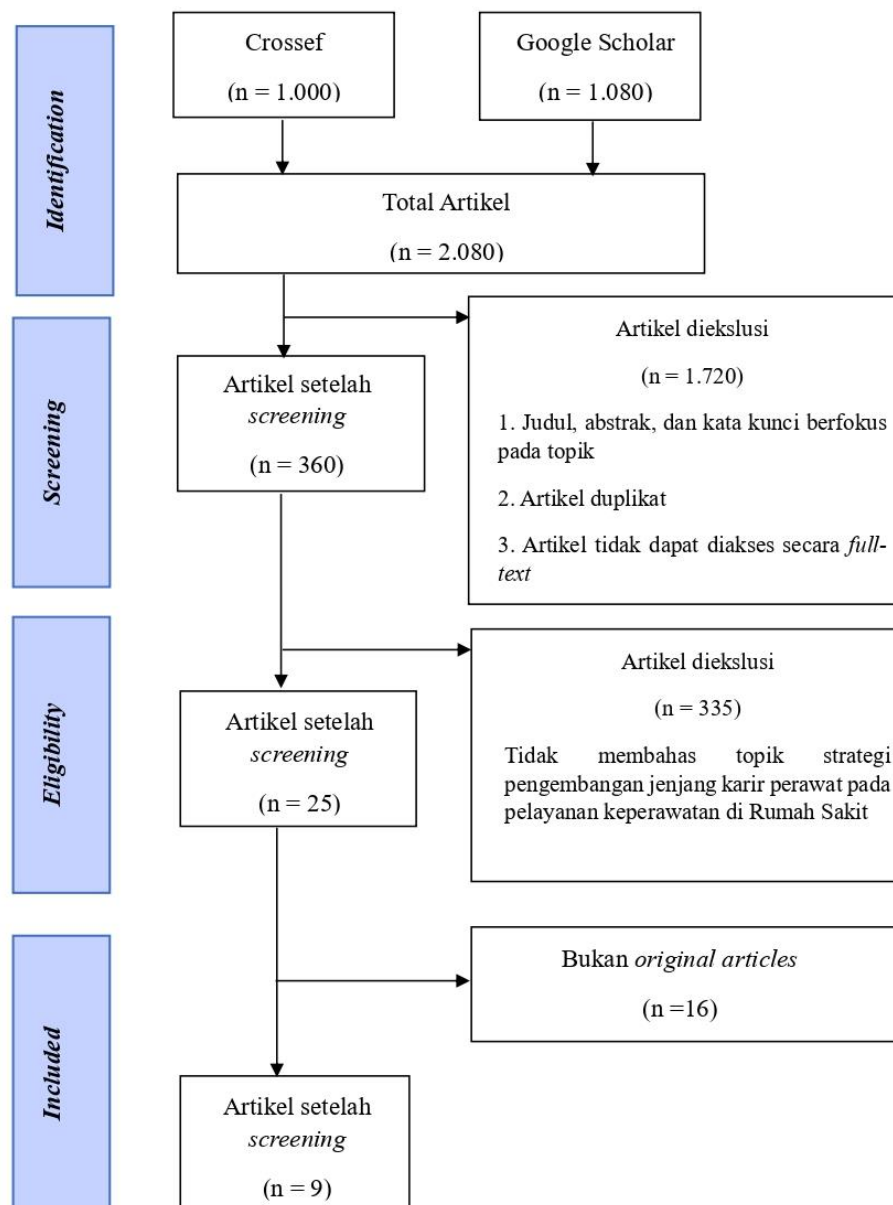 Crossef
(n = 1.000)
Google Scholar
(n = 1.080)
Identification
Total Artikel
(n = 2.080)
Screening
Artikel setelah
screening
(n = 360)
Artikel diekslusi
(n = 1.720)
1. Judul, abstrak, dan kata kunci berfokus
pada topik
2. Artikel duplikat
3. Artikel tidak dapat diakses secara full-
text
Eligibility
Artikel setelah
screening
(n = 25)
Artikel diekslusi
(n = 335)
Tidak membahas topik strategi
pengembangan jenjang karir perawat pada
pelayanan keperawatan di Rumah Sakit
Included
Bukan original articles
(n =16)
Artikel setelah
screening
(n = 9)